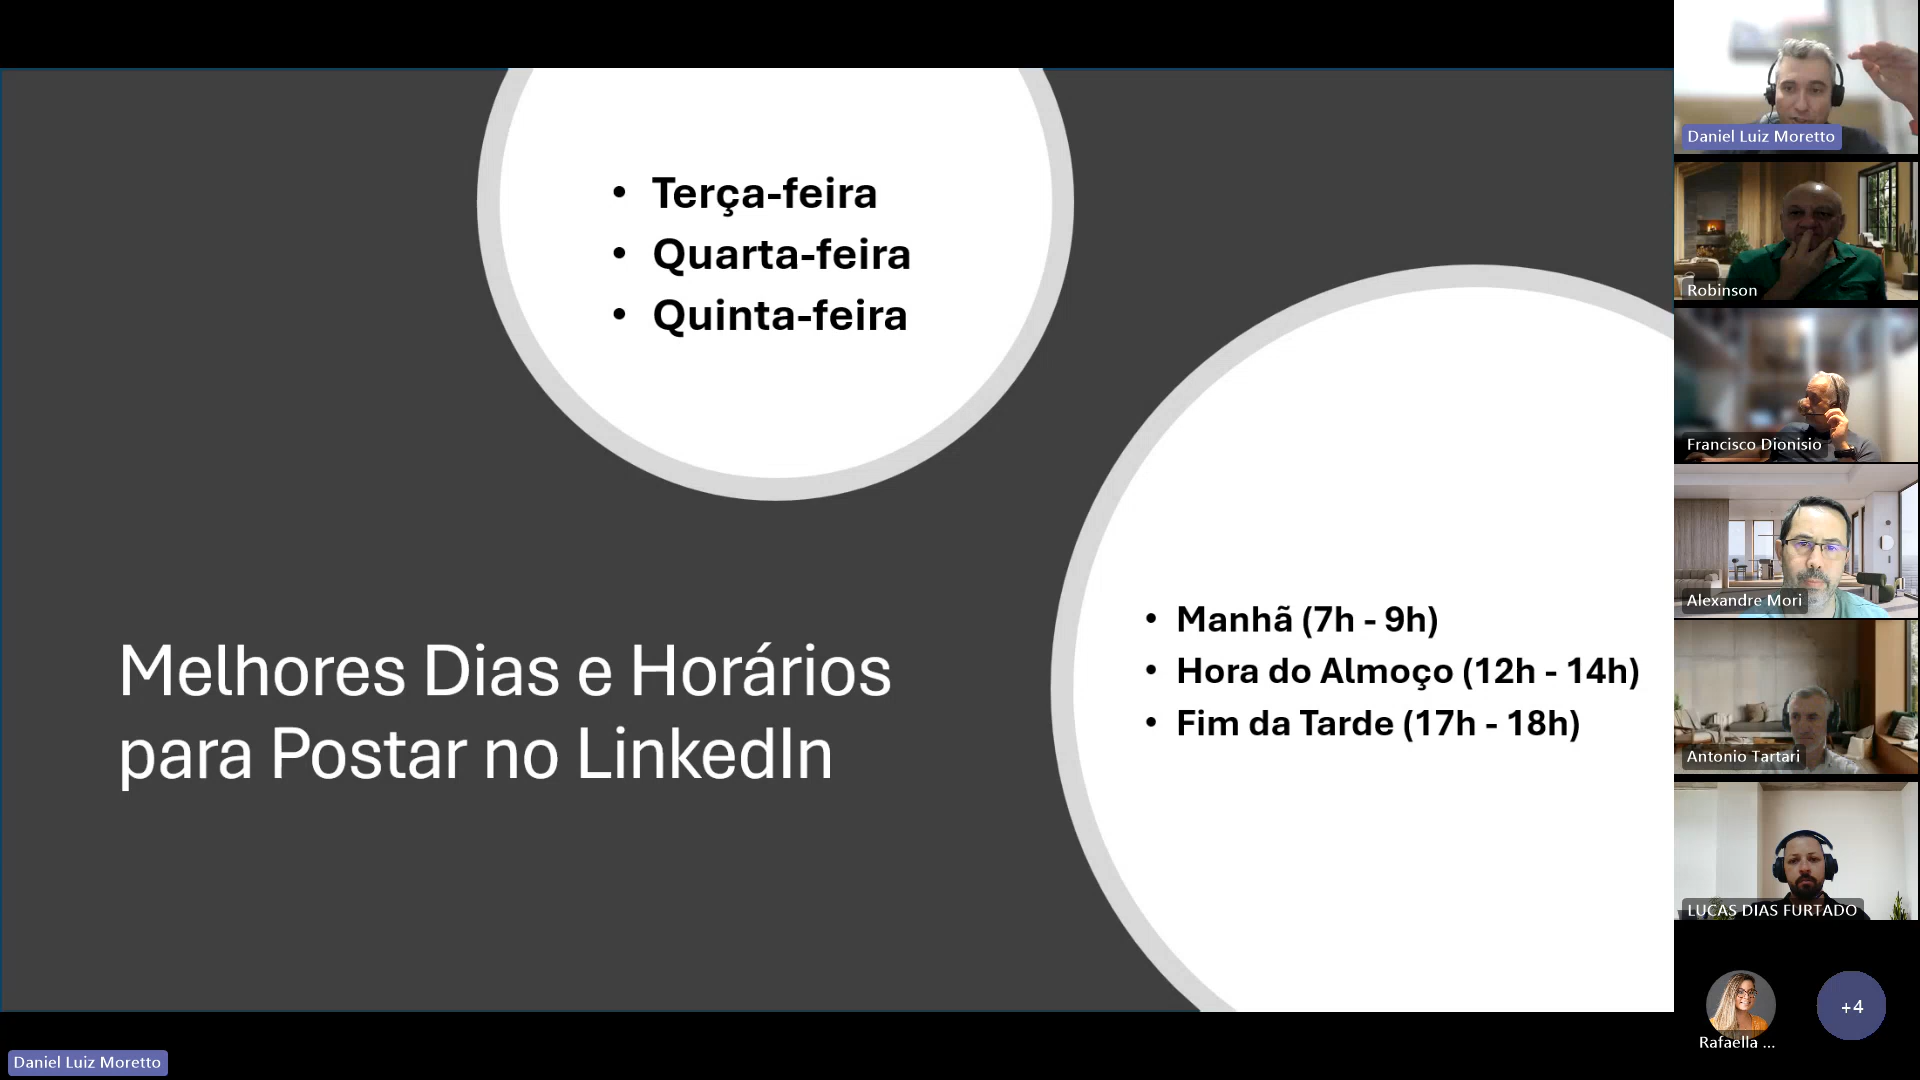 • Terça-feira
• Quarta-feira
• Quinta-feira
Melhores Dias e Horários
para Postar no LinkedIn
• Manhã (7h - 9h)
• Hora do Almoço (12h - 14h)
• Fim da Tarde (17h - 18h)
Daniel Luiz Moretto
Robinson
Francisco Dionisio
Alexandre Mori
Antonio Tartari
LUCAS DIAS FURTADO
Rafaella ...
+4
Daniel Luiz Moretto